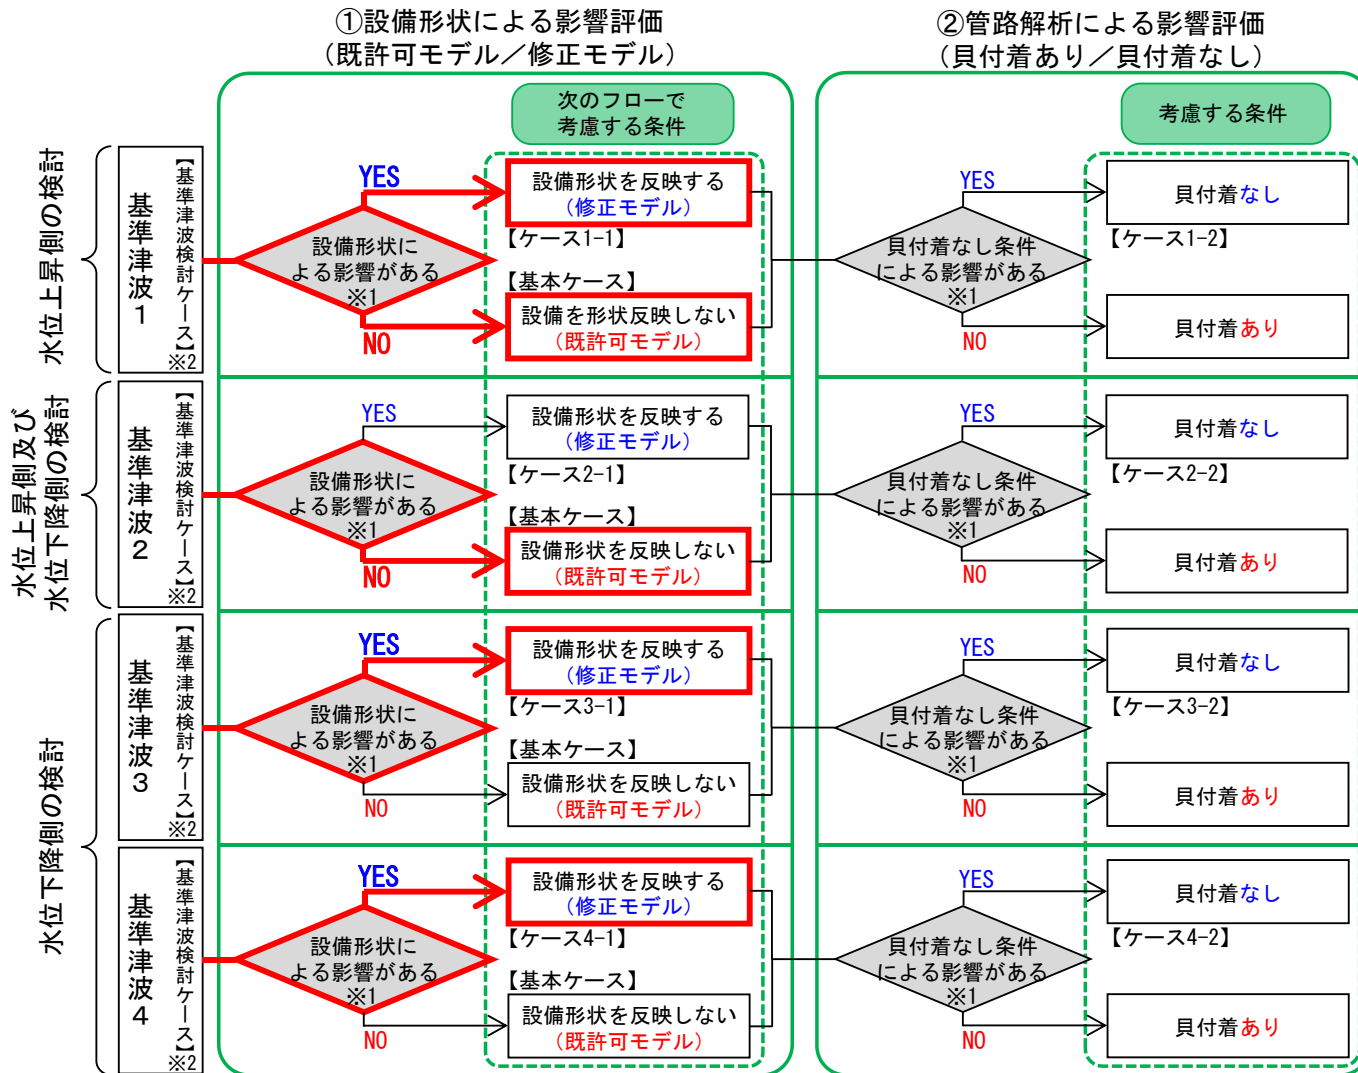 ①設備形状による影響評価
(既許可モデル／修正モデル)
②管路解析による影響評価
(貝付着あり／貝付着なし)
次のフローで
考慮する条件
考慮する条件
水位上昇側の検討
基準津波1
【基準津波検討ケース】※2
設備形状に
よる影響がある
※1
YES
NO
設備形状を反映する
(修正モデル)
【ケース1-1】
【基本ケース】
設備を形状反映しない
(既許可モデル)
貝付着なし条件
による影響がある
※1
YES
NO
貝付着なし
【ケース1-2】
貝付着あり
水位上昇側及び
水位下降側の検討
基準津波2
【基準津波検討ケース】※2
設備形状に
よる影響がある
※1
YES
NO
設備形状を反映する
(修正モデル)
【ケース2-1】
【基本ケース】
設備形状を反映しない
(既許可モデル)
貝付着なし条件
による影響がある
※1
YES
NO
貝付着なし
【ケース2-2】
貝付着あり
水位下降側の検討
基準津波3
【基準津波検討ケース】※2
設備形状に
よる影響がある
※1
YES
NO
設備形状を反映する
(修正モデル)
【ケース3-1】
【基本ケース】
設備形状を反映しない
(既許可モデル)
貝付着なし条件
による影響がある
※1
YES
NO
貝付着なし
【ケース3-2】
貝付着あり
基準津波4
【基準津波検討ケース】※2
設備形状に
よる影響がある
※1
YES
NO
設備形状を反映する
(修正モデル)
【ケース4-1】
【基本ケース】
設備形状を反映しない
(既許可モデル)
貝付着なし条件
による影響がある
※1
YES
NO
貝付着なし
【ケース4-2】
貝付着あり